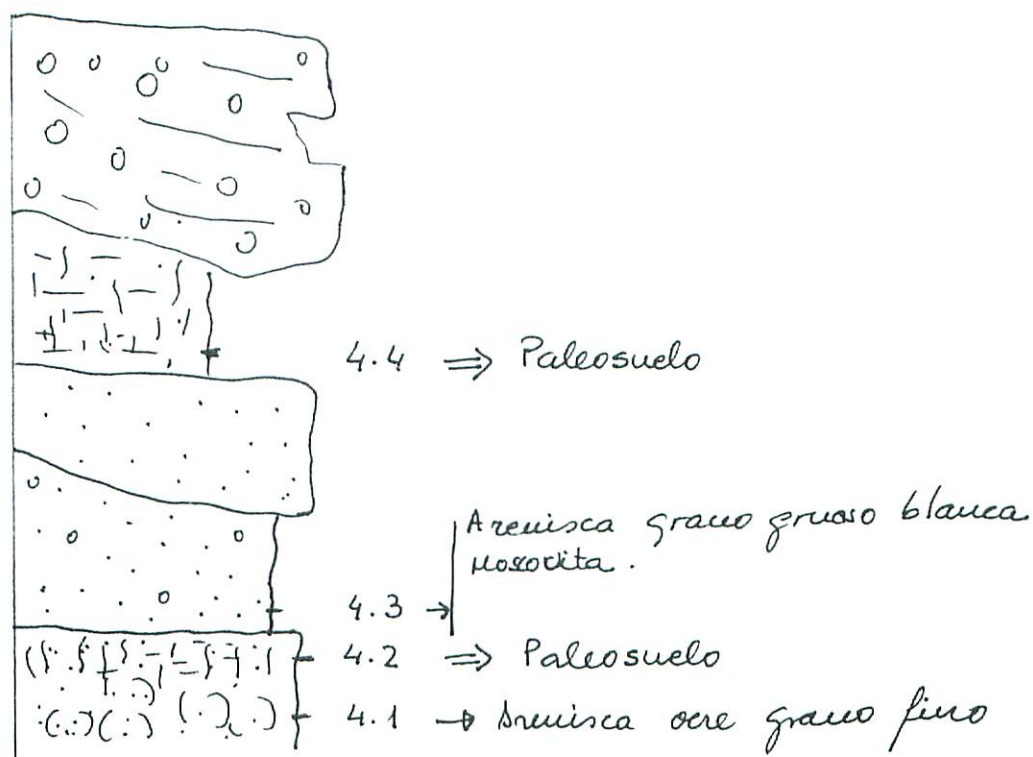 4.4 ⇒ Paleosuelo
Arenisca grano grueso blanca
moscovita.
4.3 →
4.2 ⇒ Paleosuelo
4.1 → Arenisca ocre grano fino